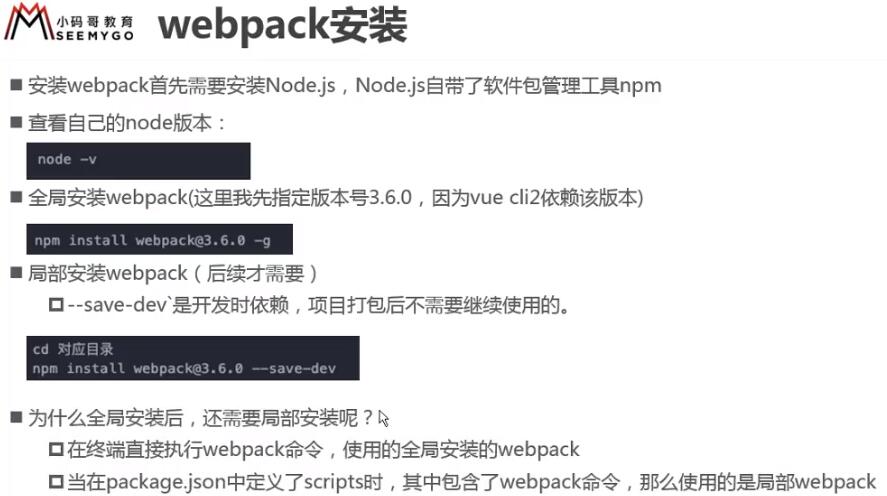 小码哥教育
SEEMYGO
webpack安装
安装webpack首先需要安装Node.js，Node.js自带了软件包管理工具npm
查看自己的node版本：
node -v
全局安装webpack(这里我先指定版本号3.6.0，因为vue cli2依赖该版本)
npm install webpack@3.6.0 -g
局部安装webpack（后续才需要）
--save-dev`是开发时依赖，项目打包后不需要继续使用的。
cd 对应目录
npm install webpack@3.6.0 --save-dev
为什么全局安装后，还需要局部安装呢？
在终端直接执行webpack命令，使用的全局安装的webpack
当在package.json中定义了scripts时，其中包含了webpack命令，那么使用的是局部webpack